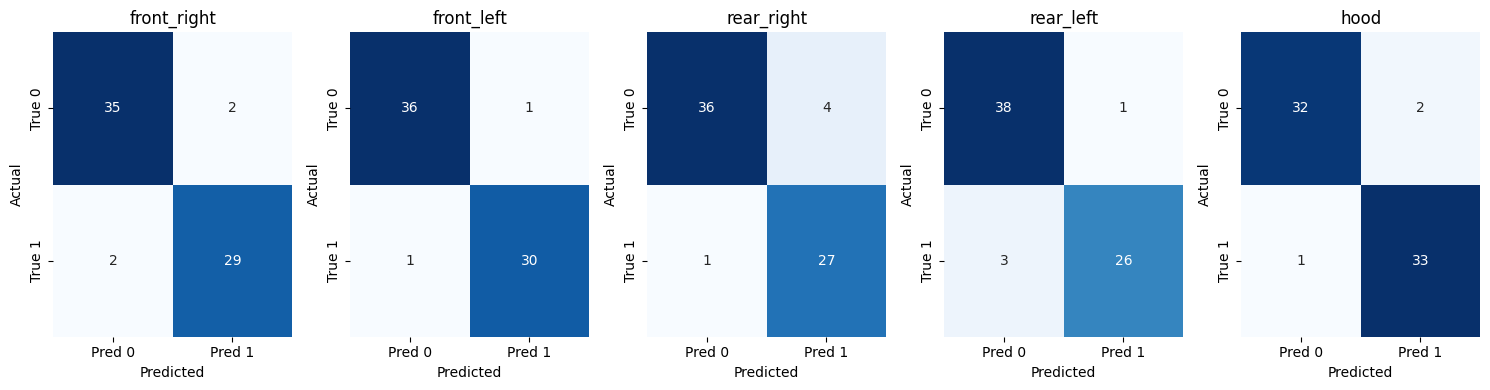 front_right
35 2
2 29
True 0
True 1
Actual
Pred 0 Pred 1
Predicted
front_left
36 1
1 30
True 0
True 1
Actual
Pred 0 Pred 1
Predicted
rear_right
36 4
1 27
True 0
True 1
Actual
Pred 0 Pred 1
Predicted
rear_left
38 1
3 26
True 0
True 1
Actual
Pred 0 Pred 1
Predicted
hood
32 2
1 33
True 0
True 1
Actual
Pred 0 Pred 1
Predicted